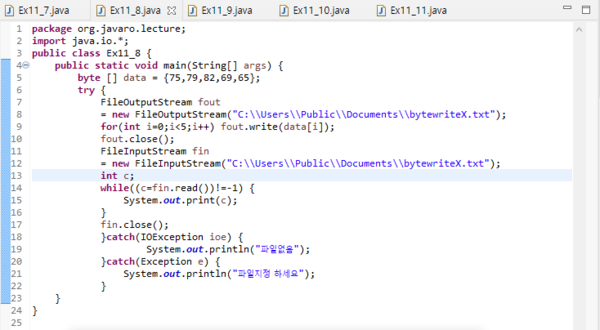 Ex11_7.java Ex11_8.java Ex11_9.java Ex11_10.java Ex11_11.java
1 package org.javaro.lecture;
2 import java.io.*;
3 public class Ex11_8 {
4 public static void main(String[] args) {
5 byte [] data = {75,79,82,69,65};
6 try {
7 FileOutputStream fout
8 = new FileOutputStream("C:\\Users\\Public\\Documents\\bytewriteX.txt");
9 for(int i=0;i<5;i++) fout.write(data[i]);
10 fout.close();
11 FileInputStream fin
12 = new FileInputStream("C:\\Users\\Public\\Documents\\bytewriteX.txt");
13 int c;
14 while((c=fin.read())!=-1) {
15 System.out.print(c);
16 }
17 fin.close();
18 }catch(IOException ioe) {
19 System.out.println("파일없음");
20 }catch(Exception e) {
21 System.out.println("파일지정 하세요");
22 }
23 }
24 }
25